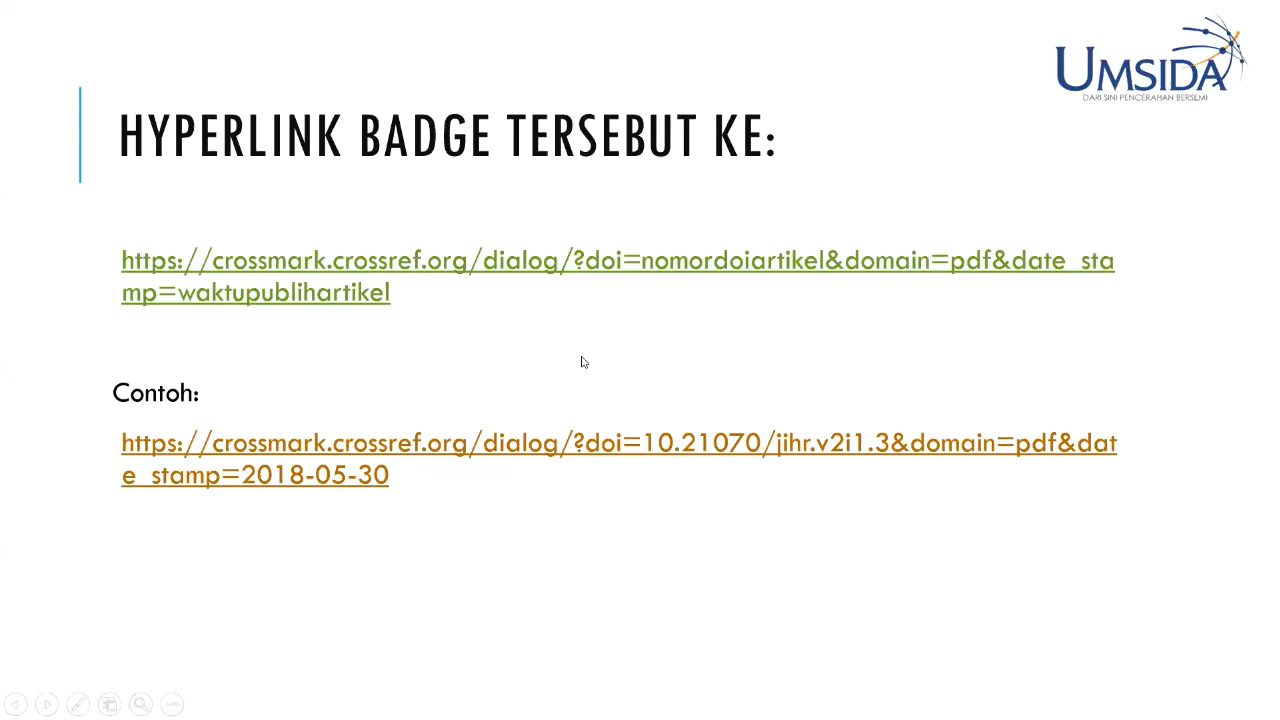 UMSIDA
DARI SINI PENCERAHAN BERSEMI
HYPERLINK BADGE TERSEBUT KE:
https://crossmark.crossref.org/dialog/?doi=nomordoiartikel&domain=pdf&date_sta
mp=waktupublihartikel
Contoh:
https://crossmark.crossref.org/dialog/?doi=10.21070/jihr.v2i1.3&domain=pdf&dat
e_stamp=2018-05-30